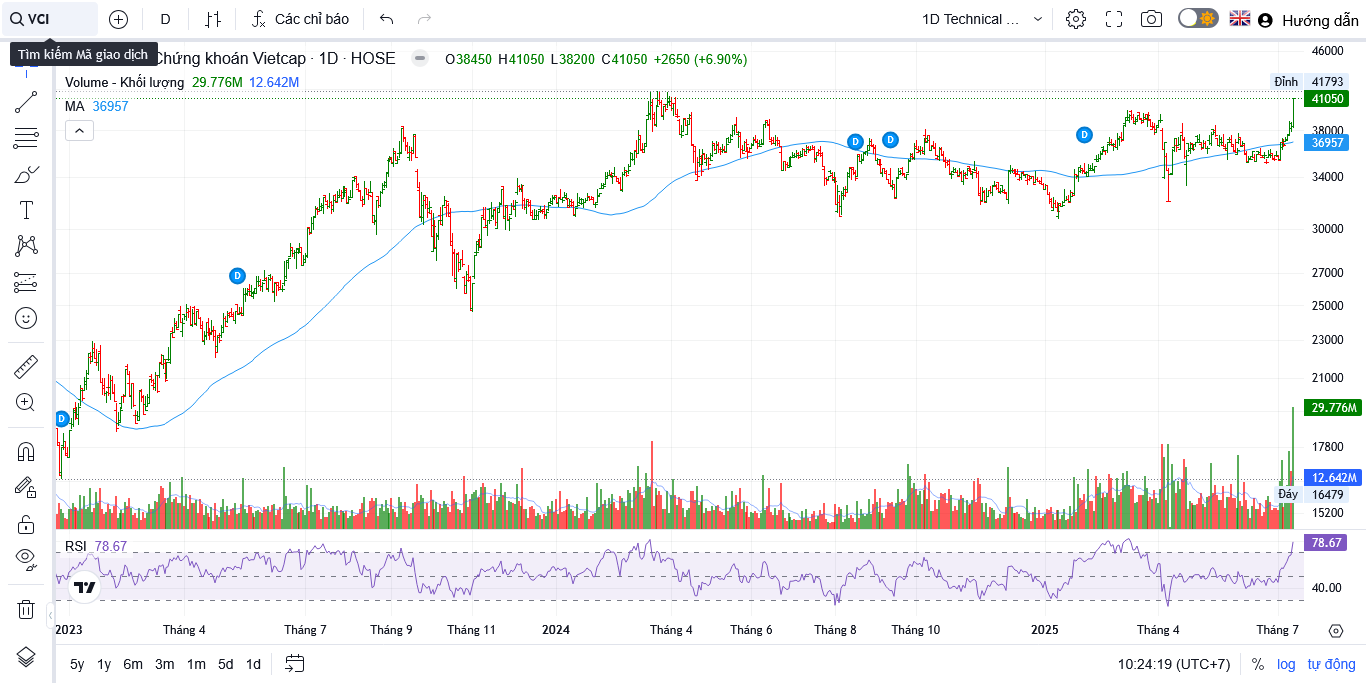 VCI
D
Các chỉ báo
1D Technical ...
Hướng dẫn
Tìm kiếm Mã giao dịch
Chứng khoán Vietcap · 1D · HOSE
O38450 H41050 L38200 C41050 +2650 (+6.90%)
Volume - Khối lượng 29.776M 12.642M
MA 36957
46000
Đỉnh 41793
41050
38000
36957
34000
30000
27000
25000
23000
21000
29.776M
17800
12.642M
Đáy 16479
15200
D
D
D
D
D
RSI 78.67
78.67
40.00
2023 Tháng 4 Tháng 7 Tháng 9 Tháng 11 2024 Tháng 4 Tháng 6 Tháng 8 Tháng 10 2025 Tháng 4 Tháng 7
5y 1y 6m 3m 1m 5d 1d
10:24:19 (UTC+7) % log tự động